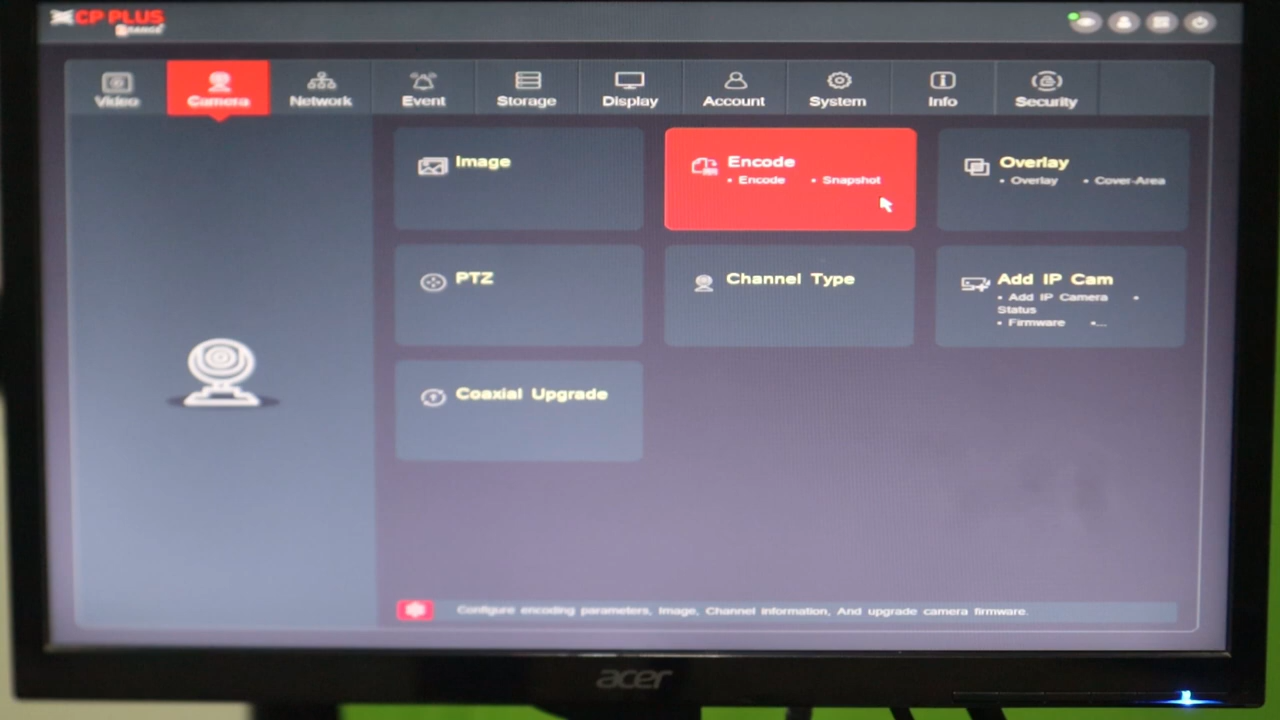 CP PLUS
ORANGE
Video Camera Network Event Storage Display Account System Info Security
Image
Encode
• Encode • Snapshot
Overlay
• Overlay • Cover-Area
PTZ
Channel Type
Add IP Cam
• Add IP Camera •
Status
• Firmware •...
Coaxial Upgrade
Configure encoding parameters, Image, Channel information, And upgrade camera firmware.
acer